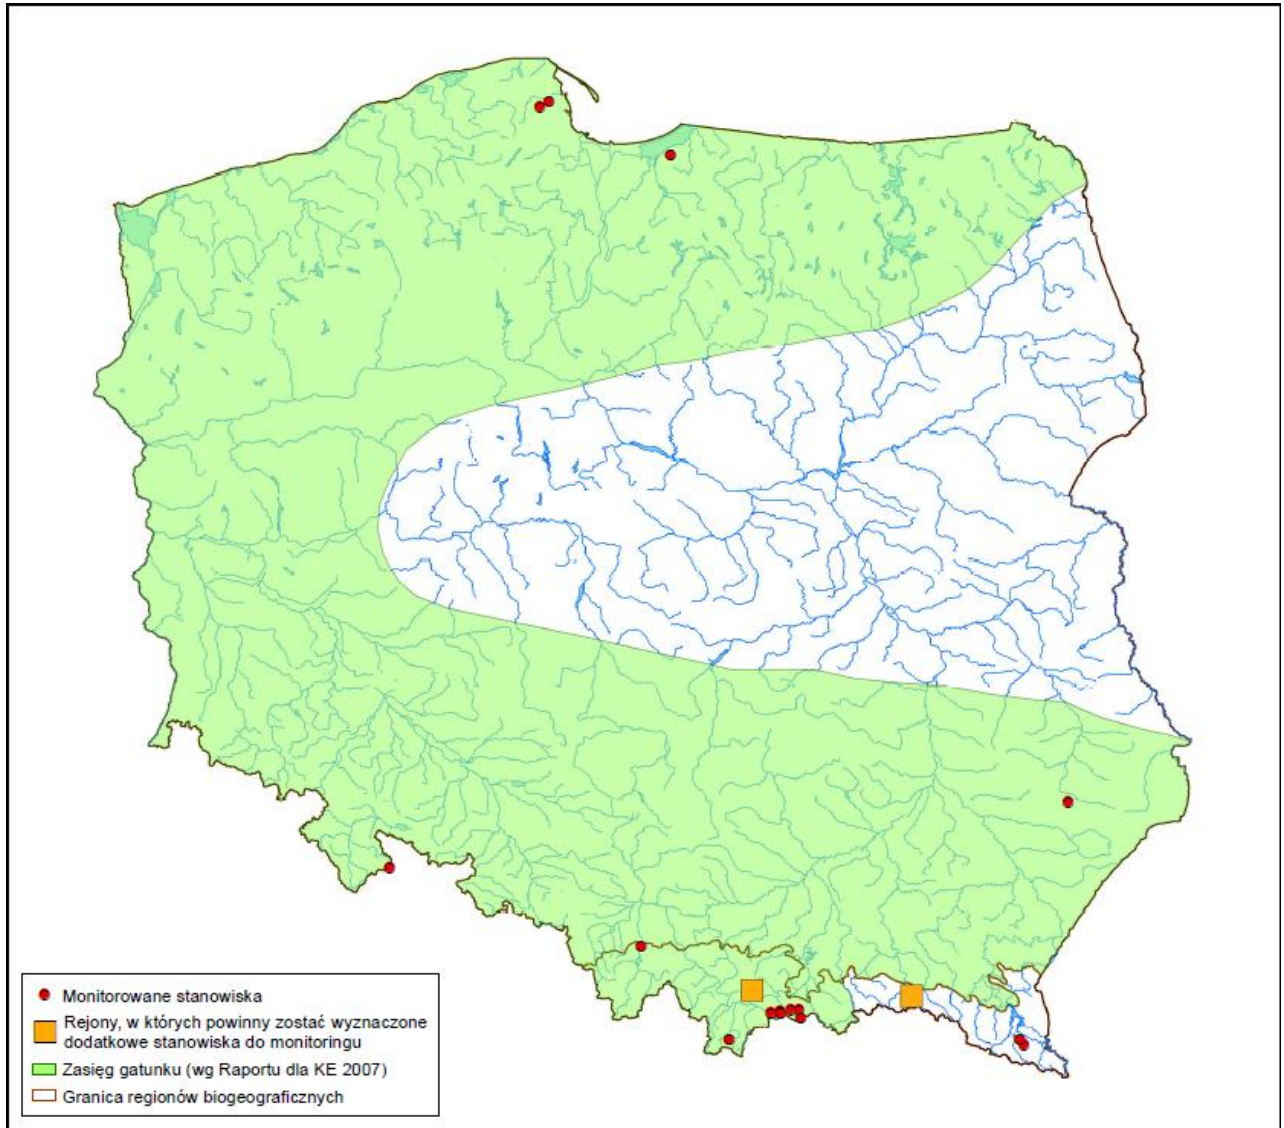 Monitorowane stanowiska
Rejony, w których powinny zostać wyznaczone
dodatkowe stanowiska do monitoringu
Zasięg gatunku (wg Raportu dla KE 2007)
Granica regionów biogeograficznych